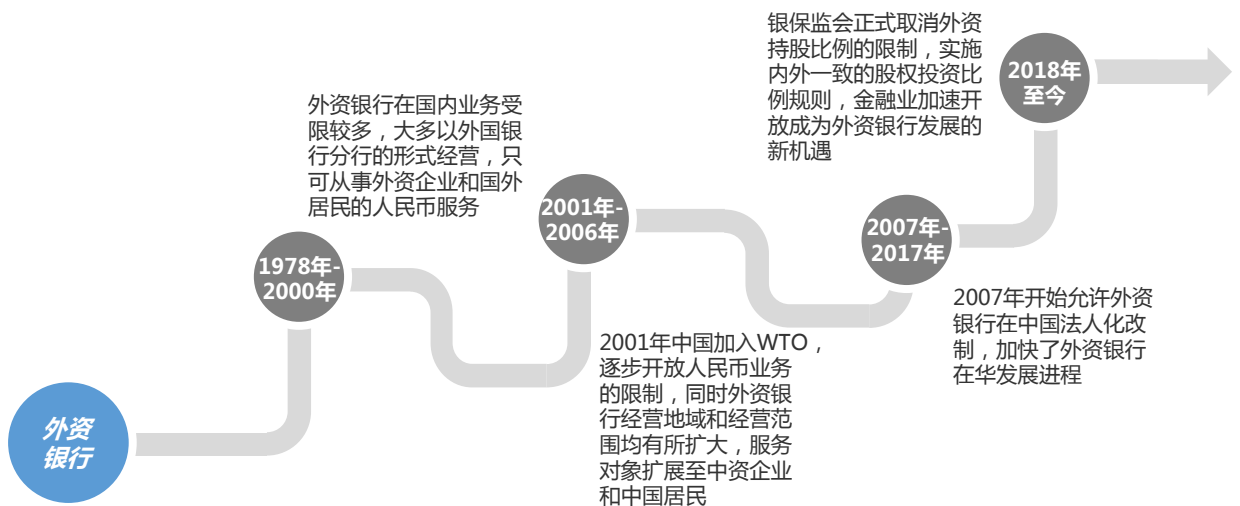 外资
银行
1978年-
2000年
外资银行在国内业务受
限较多，大多以外国银
行分行的形式经营，只
可从事外资企业和国外
居民的人民币服务
2001年-
2006年
2001年中国加入WTO，
逐步开放人民币业务
的限制，同时外资银
行经营地域和经营范
围均有所扩大，服务
对象扩展至中资企业
和中国居民
2007年-
2017年
2007年开始允许外资
银行在中国法人化改
制，加快了外资银行
在华发展进程
2018年
至今
银保监会正式取消外资
持股比例的限制，实施
内外一致的股权投资比
例规则，金融业加速开
放成为外资银行发展的
新机遇